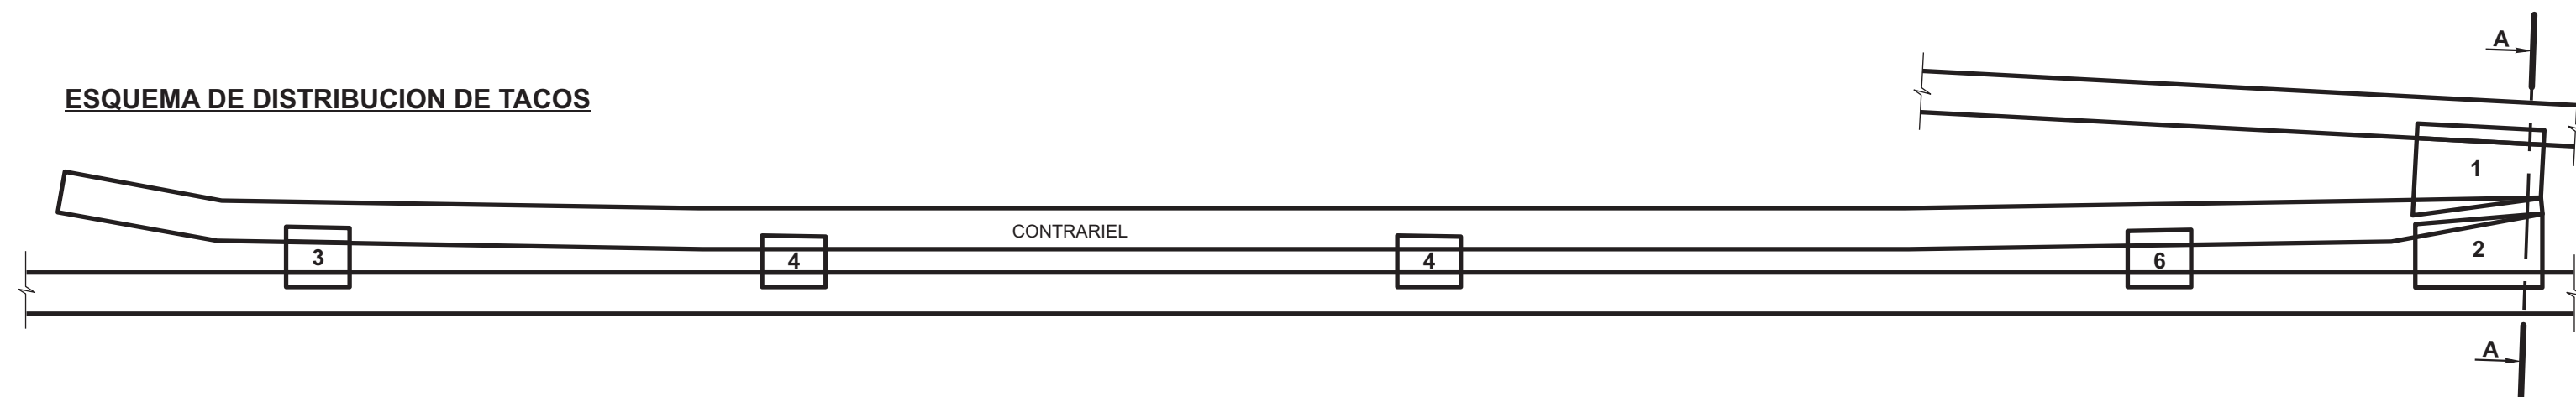 A
ESQUEMA DE DISTRIBUCION DE TACOS
1
CONTRARIEL
3
4
4
6
2
A